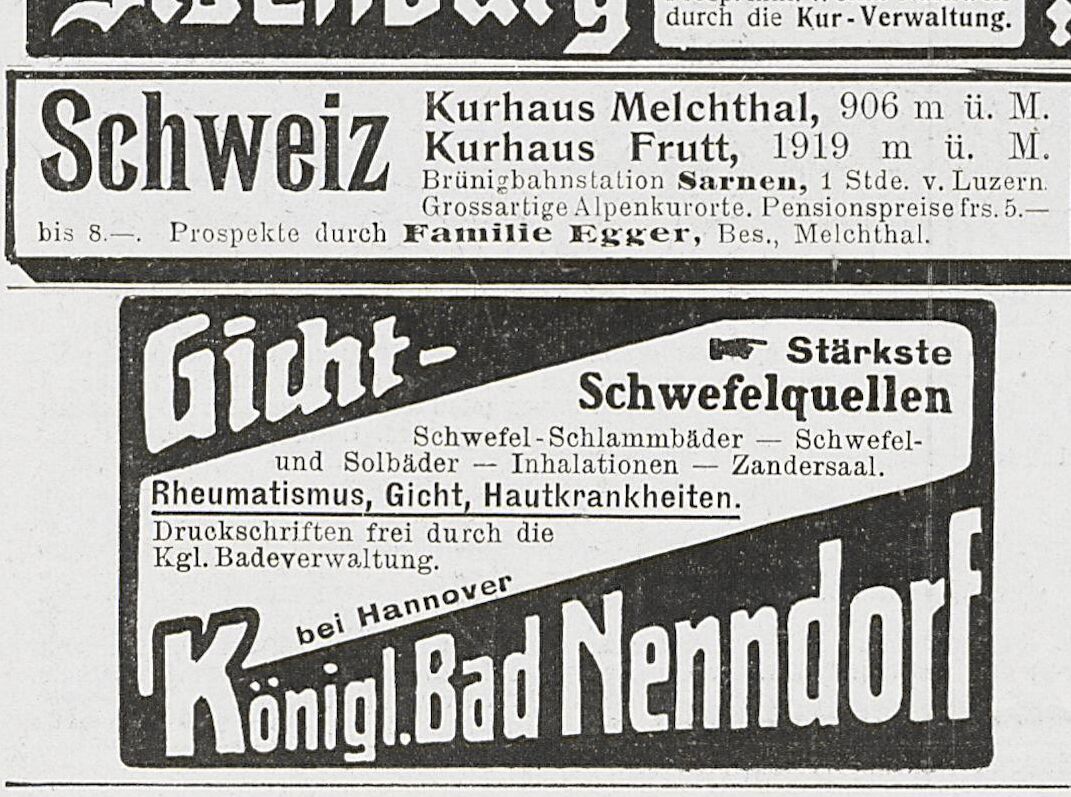 durch die Kur-Verwaltung.
Schweiz
Kurhaus Melchthal, 906 m ü. M.
Kurhaus Frutt, 1919 m ü. M.
Brünigbahnstation Sarnen, 1 Stde. v. Luzern.
Grossartige Alpenkurorte. Pensionspreise frs. 5.—
bis 8.—. Prospekte durch Familie Egger, Bes., Melchthal.
Gicht-
☛ Stärkste
Schwefelquellen
Schwefel-Schlammbäder — Schwefel-
und Solbäder — Inhalationen — Zandersaal.
Rheumatismus, Gicht, Hautkrankheiten.
Druckschriften frei durch die
Kgl. Badeverwaltung.
bei Hannover
Königl. Bad Nenndorf